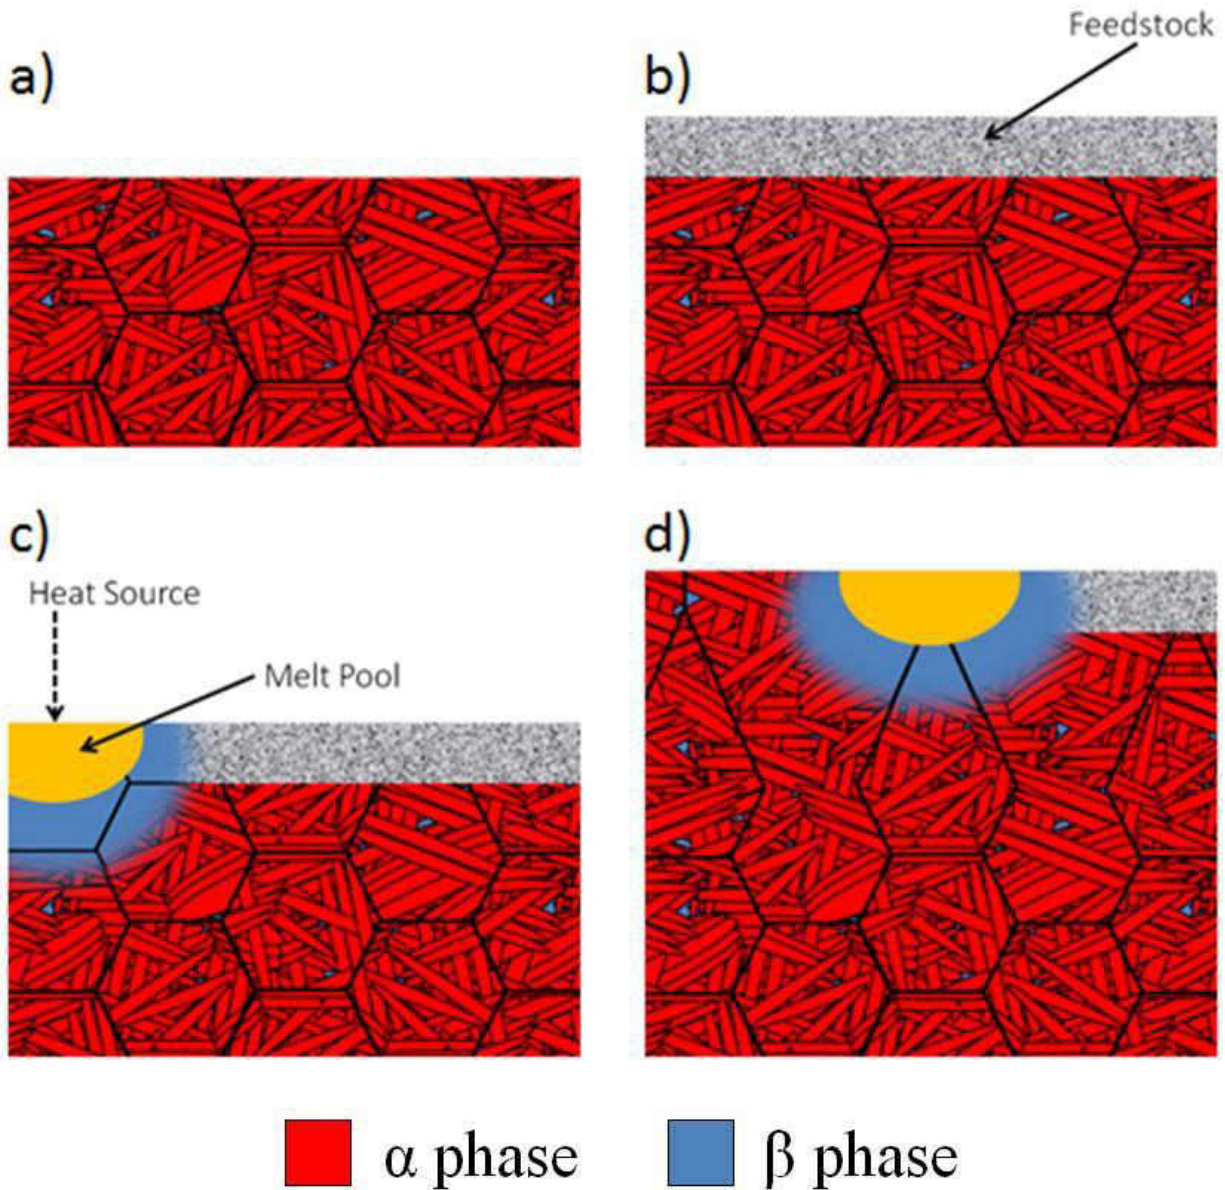 a)
b)
Feedstock
c)
Heat Source
Melt Pool
d)
α phase
β phase